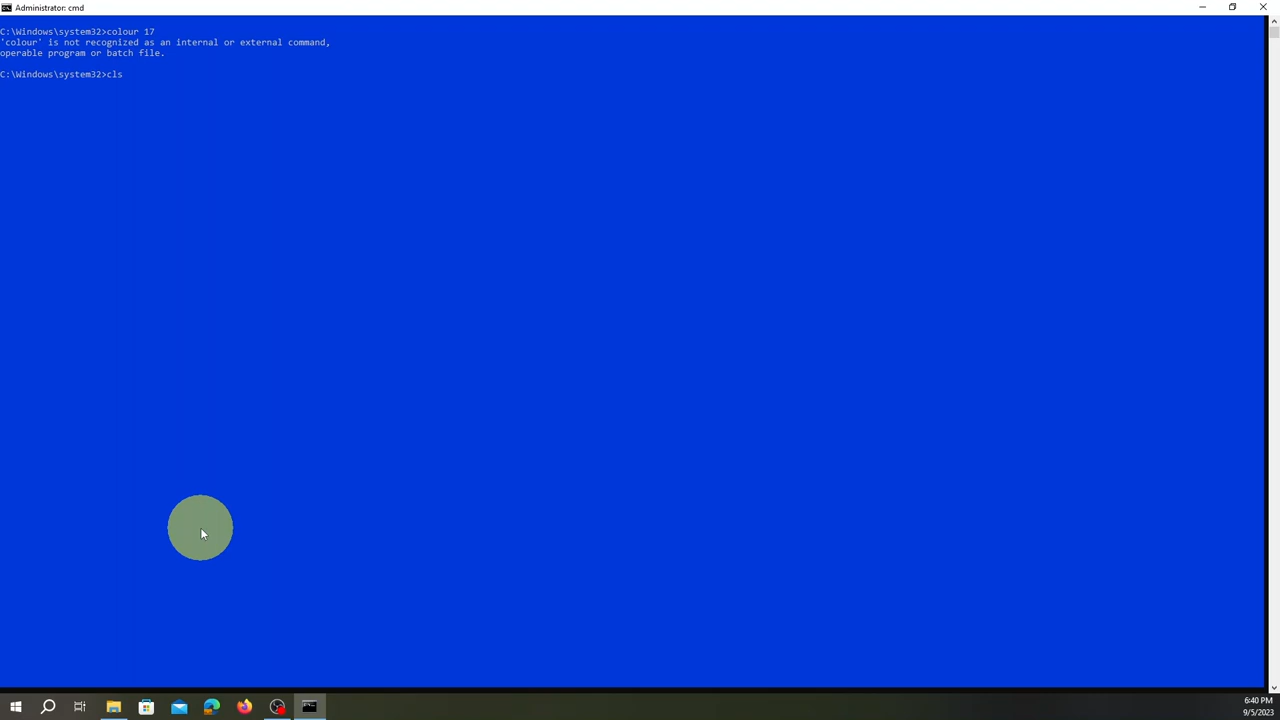 Administrator: cmd
C:\Windows\system32>colour 17
'colour' is not recognized as an internal or external command,
operable program or batch file.
C:\Windows\system32>cls
6:40 PM
9/5/2023